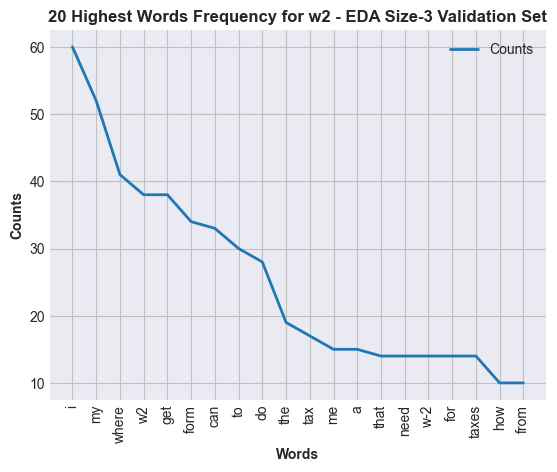 20 Highest Words Frequency for w2 - EDA Size-3 Validation Set
Counts
60
50
40
30
20
10
Counts
i
my
where
w2
get
form
can
to
do
the
tax
me
a
that
need
w-2
for
taxes
how
from
Words